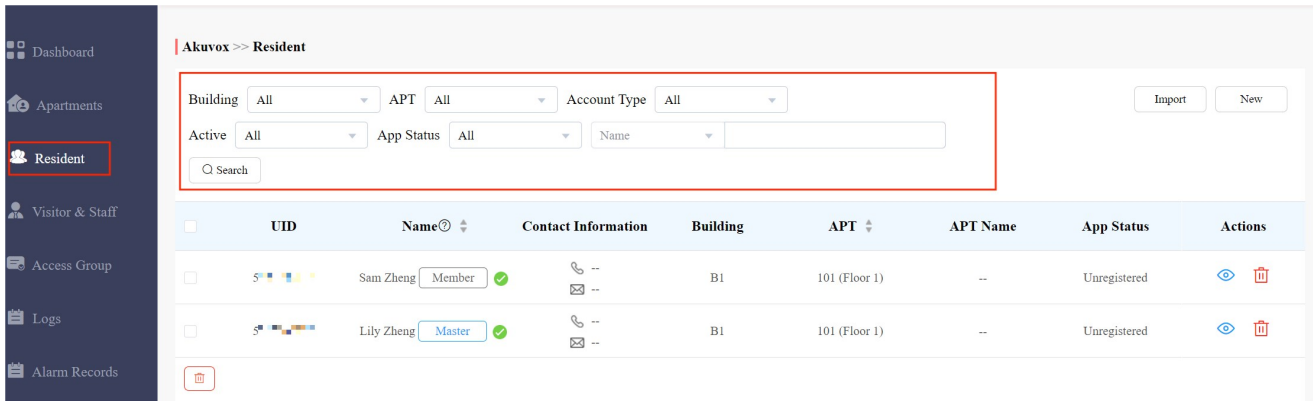 Dashboard
Apartments
Resident
Visitor & Staff
Access Group
Logs
Alarm Records
Akuvox >> Resident
Building All APT All Account Type All
Active All App Status All Name
Search
Import New
UID Name Contact Information Building APT APT Name App Status Actions
Sam Zheng Member -- -- B1 101 (Floor 1) -- Unregistered
Lily Zheng Master -- -- B1 101 (Floor 1) -- Unregistered